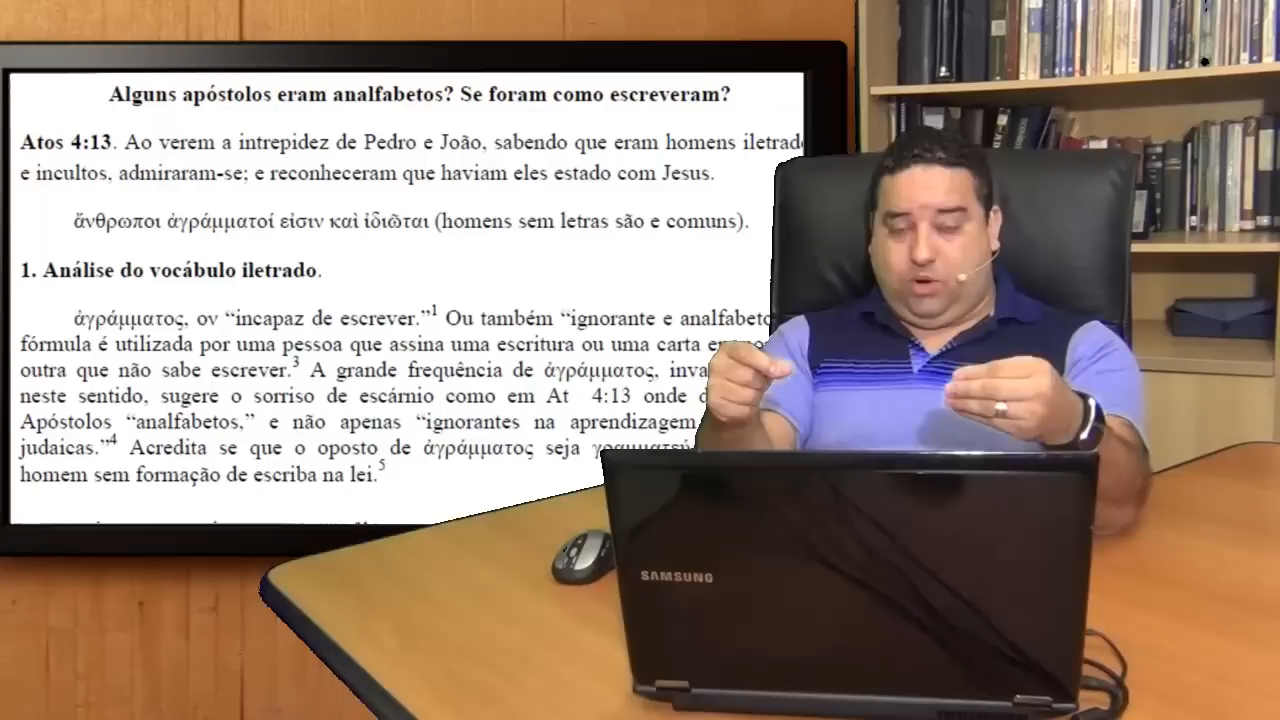 Alguns apóstolos eram analfabetos? Se foram como escreveram?
Atos 4:13. Ao verem a intrepidez de Pedro e João, sabendo que eram homens
e incultos, admiraram-se; e reconheceram que haviam eles estado com Jesus.
ἄνθρωποι ἀγράμματοί εἰσιν καὶ ἰδιῶται (homens sem letras são e comuns).
1. Análise do vocábulo iletrado.
ἀγράμματος, ον “incapaz de escrever.”1 Ou também “ignorante e
fórmula é utilizada por uma pessoa que assina uma escritura ou uma carta
outra que não sabe escrever.3 A grande frequência de ἀγράμματος,
neste sentido, sugere o sorriso de escárnio como em At 4:13 onde
Apóstolos “analfabetos,” e não apenas “ignorantes na aprendizagem
judaicas.”4 Acredita se que o oposto de ἀγράμματος seja
homem sem formação de escriba na lei.5
SAMSUNG